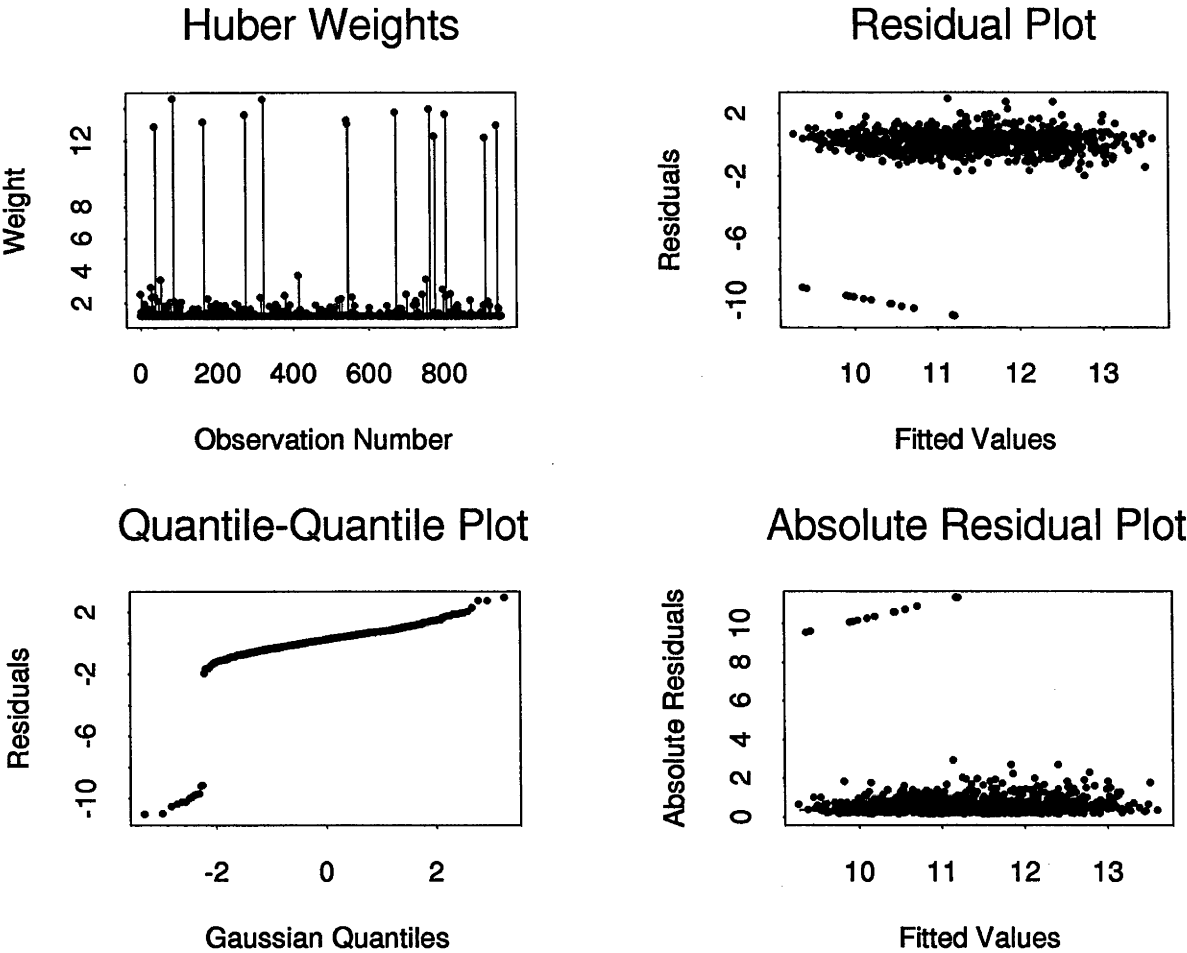 Huber Weights
Weight
12
8
6
4
2
0 200 400 600 800
Observation Number
Residual Plot
Residuals
2
-2
-6
-10
10 11 12 13
Fitted Values
Quantile-Quantile Plot
Residuals
2
-2
-6
-10
-2 0 2
Gaussian Quantiles
Absolute Residual Plot
Absolute Residuals
10
8
6
4
2
0
10 11 12 13
Fitted Values